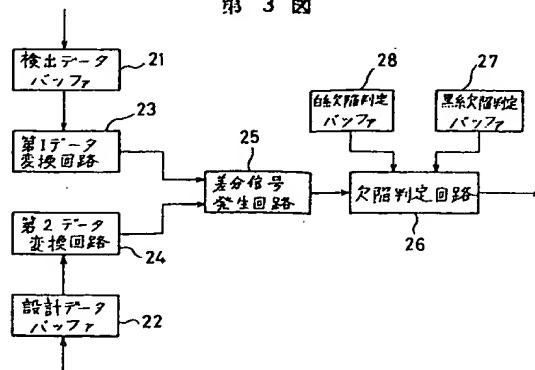 第 3 図
検出データ
バッファ
21
23
第1データ
変換回路
28
27
白系欠陥判定
バッファ
黒系欠陥判定
バッファ
25
差分信号
発生回路
欠陥判定回路
26
第2データ
変換回路
24
設計データ
バッファ
22